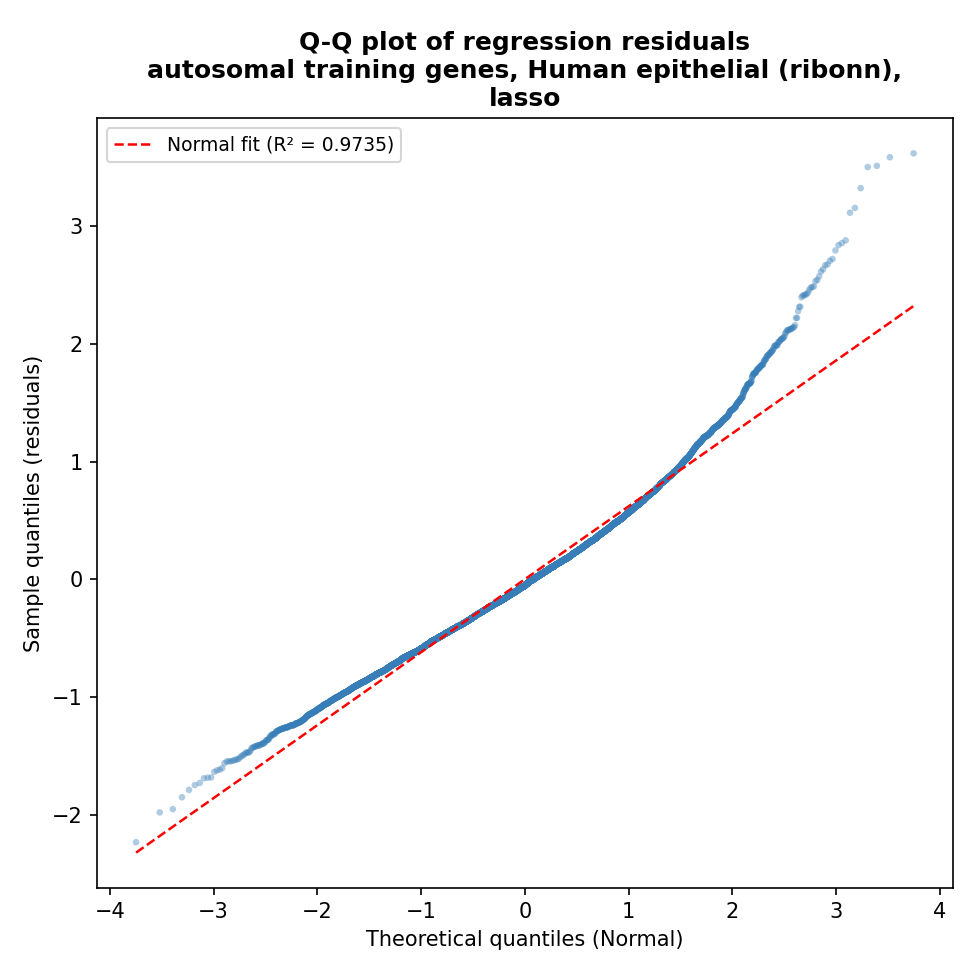 Q-Q plot of regression residuals
autosomal training genes, Human epithelial (ribonn),
lasso
Normal fit (R² = 0.9735)
Sample quantiles (residuals)
3
2
1
0
−1
−2
−4
−3
−2
−1
0
1
2
3
4
Theoretical quantiles (Normal)